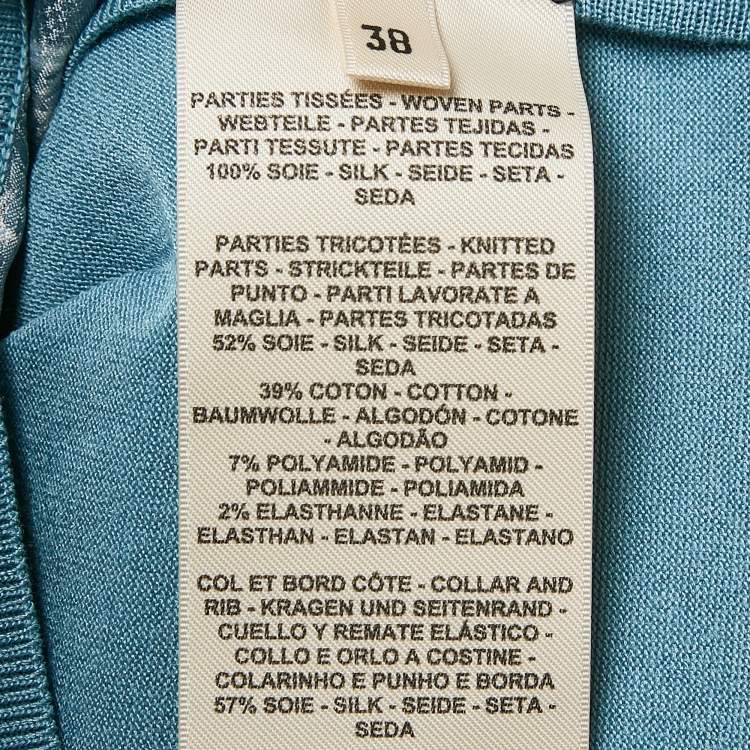 38
PARTIES TISSÉES - WOVEN PARTS -
WEBTEILE - PARTES TEJIDAS -
PARTI TESSUTE - PARTES TECIDAS
100% SOIE - SILK - SEIDE - SETA -
SEDA
PARTIES TRICOTÉES - KNITTED
PARTS - STRICKTEILE - PARTES DE
PUNTO - PARTI LAVORATE A
MAGLIA - PARTES TRICOTADAS
52% SOIE - SILK - SEIDE - SETA -
SEDA
39% COTON - COTTON -
BAUMWOLLE - ALGODÓN - COTONE
- ALGODÃO
7% POLYAMIDE - POLYAMID -
POLIAMMIDE - POLIAMIDA
2% ELASTHANNE - ELASTANE -
ELASTHAN - ELASTAN - ELASTANO
COL ET BORD CÔTE - COLLAR AND
RIB - KRAGEN UND SEITENRAND -
CUELLO Y REMATE ELÁSTICO -
COLLO E ORLO A COSTINE -
COLARINHO E PUNHO E BORDA
57% SOIE - SILK - SEIDE - SETA -
SEDA